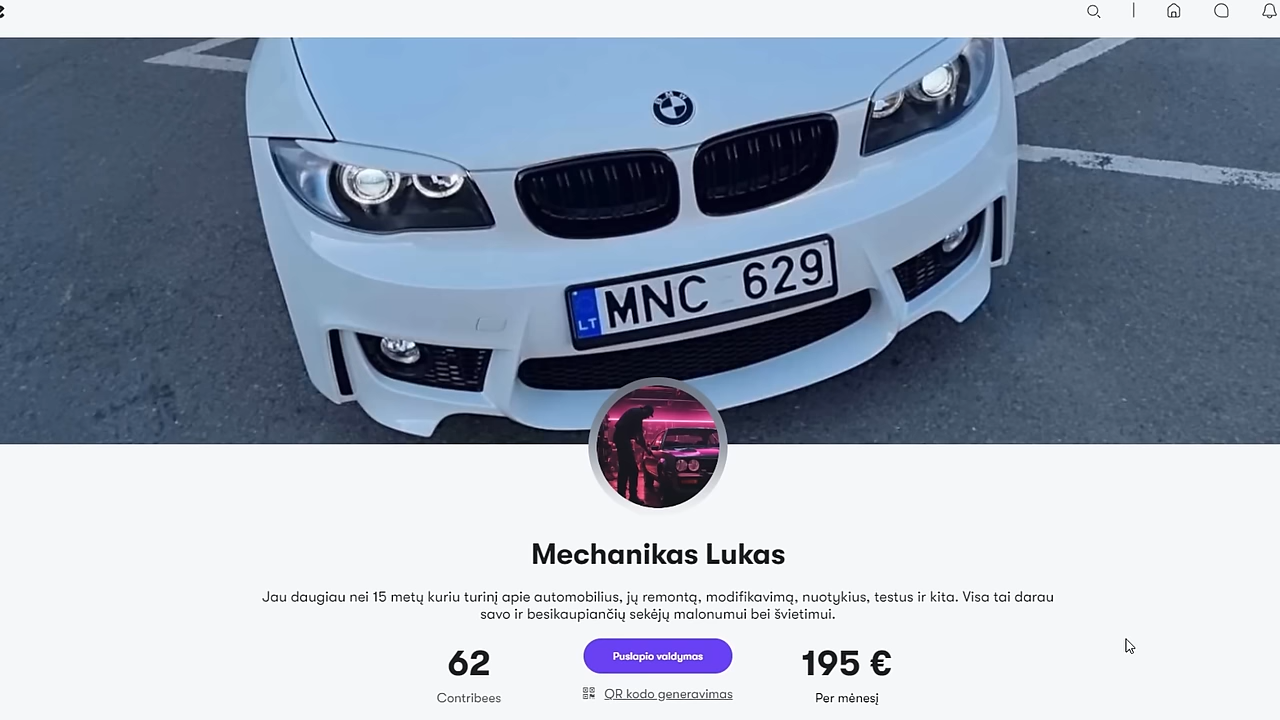 BMW
LT MNC 629
Mechanikas Lukas
Jau daugiau nei 15 metų kuriu turinį apie automobilius, jų remontą, modifikavimą, nuotykius, testus ir kita. Visa tai darau
savo ir besikaupiančių sekėjų malonumui bei švietimui.
62
Contribees
Puslapio valdymas
QR kodo generavimas
195 €
Per mėnesį